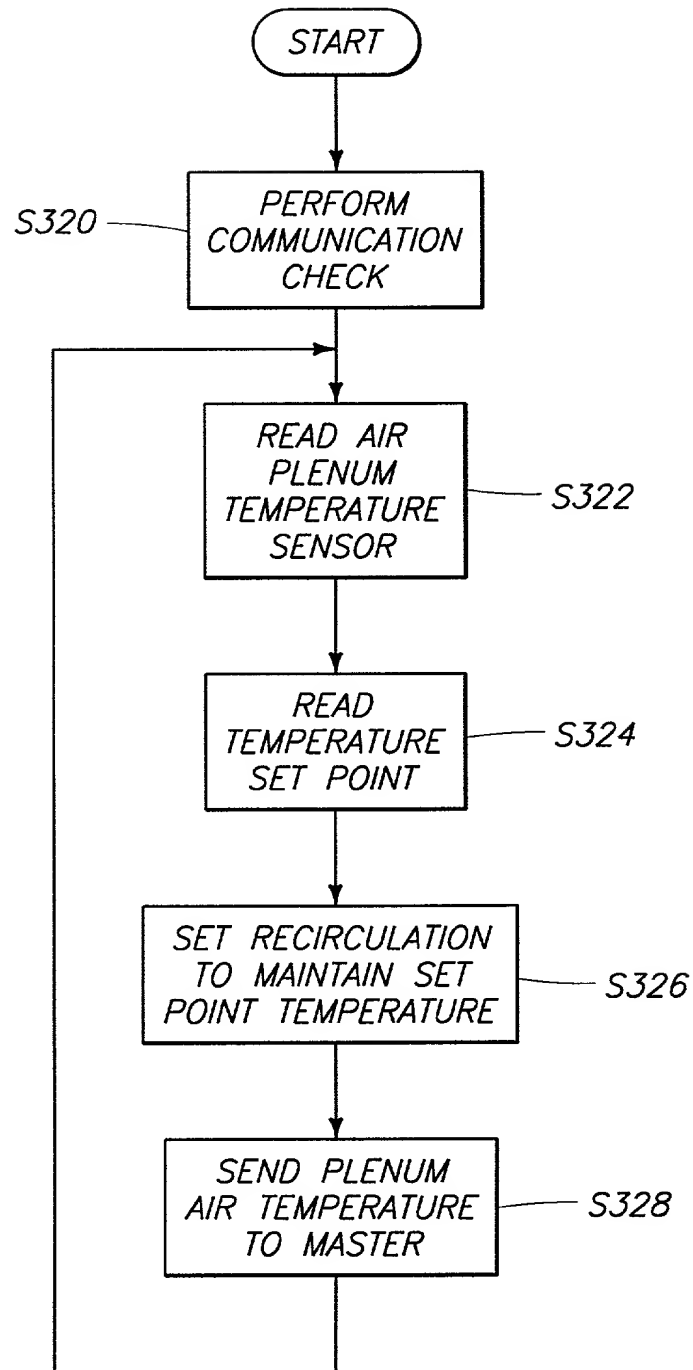 START
S320
PERFORM
COMMUNICATION
CHECK
READ AIR
PLENUM
TEMPERATURE
SENSOR
S322
READ
TEMPERATURE
SET POINT
S324
SET RECIRCULATION
TO MAINTAIN SET
POINT TEMPERATURE
S326
SEND PLENUM
AIR TEMPERATURE
TO MASTER
S328